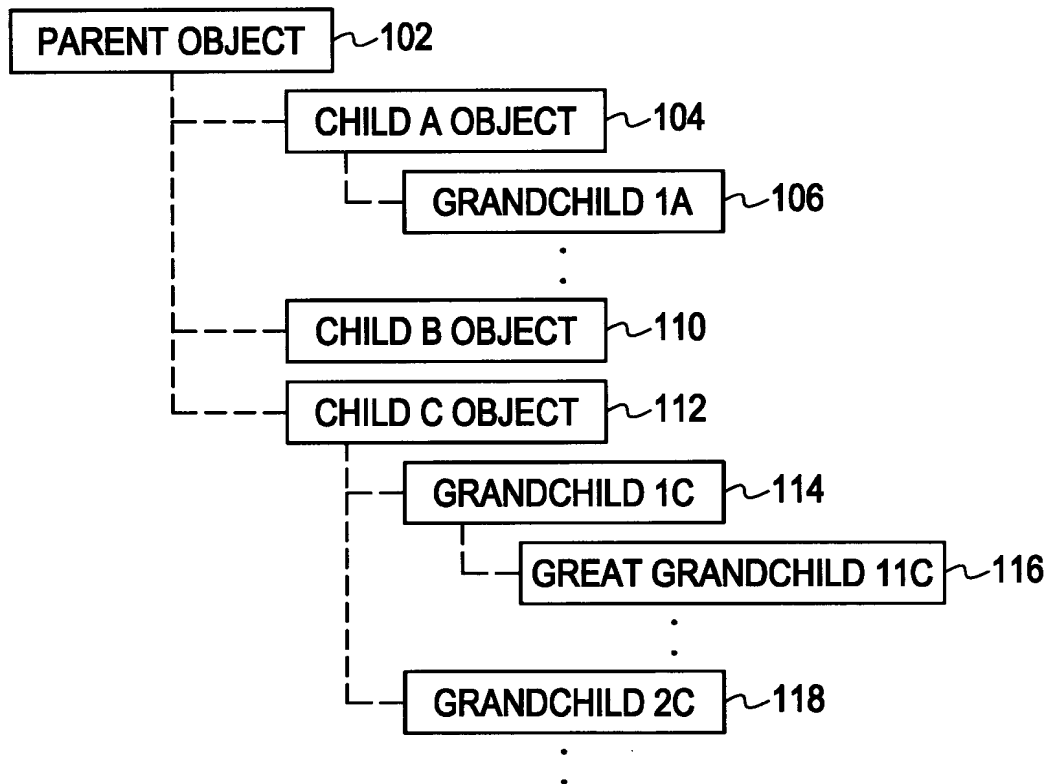 PARENT OBJECT 102
CHILD A OBJECT 104
GRANDCHILD 1A 106
CHILD B OBJECT 110
CHILD C OBJECT 112
GRANDCHILD 1C 114
GREAT GRANDCHILD 11C 116
GRANDCHILD 2C 118